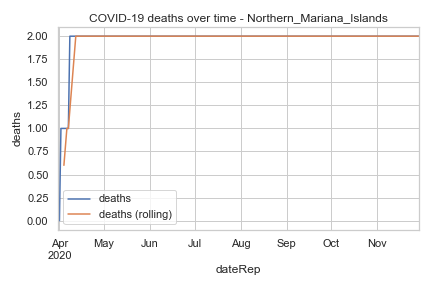 COVID-19 deaths over time - Northern_Mariana_Islands
2.00
1.75
1.50
1.25
1.00
0.75
0.50
0.25
0.00
deaths
deaths
deaths (rolling)
Apr May Jun Jul Aug Sep Oct Nov
2020
dateRep